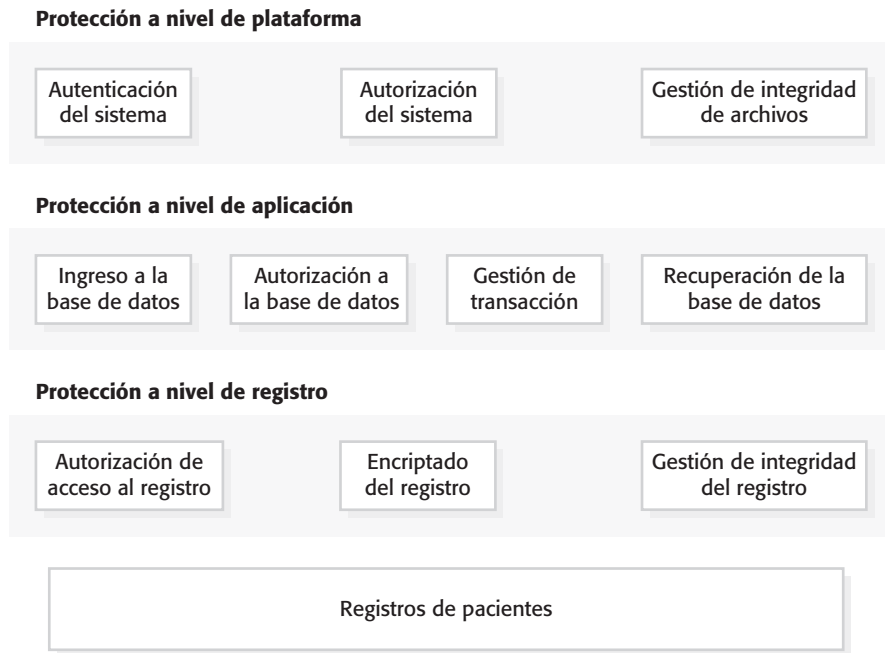 Protección a nivel de plataforma
Autenticación
del sistema
Autorización
del sistema
Gestión de integridad
de archivos
Protección a nivel de aplicación
Ingreso a la
base de datos
Autorización a
la base de datos
Gestión de
transacción
Recuperación de la
base de datos
Protección a nivel de registro
Autorización de
acceso al registro
Encriptado
del registro
Gestión de integridad
del registro
Registros de pacientes